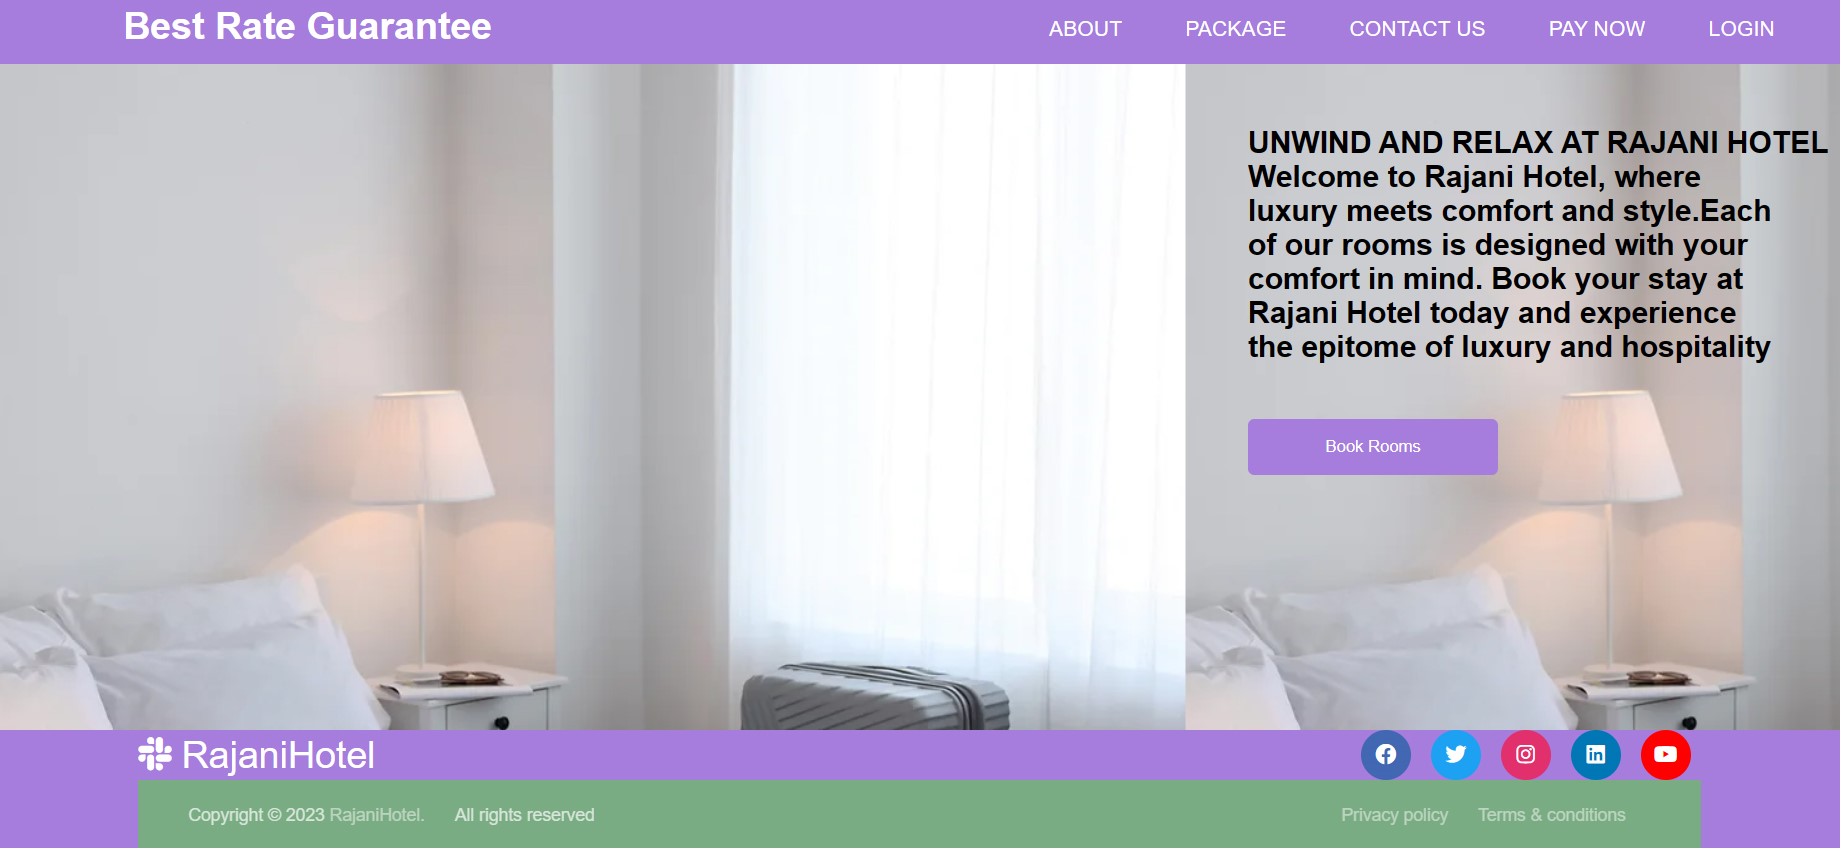 Best Rate Guarantee
ABOUT PACKAGE CONTACT US PAY NOW LOGIN
UNWIND AND RELAX AT RAJANI HOTEL
Welcome to Rajani Hotel, where
luxury meets comfort and style.Each
of our rooms is designed with your
comfort in mind. Book your stay at
Rajani Hotel today and experience
the epitome of luxury and hospitality
Book Rooms
RajaniHotel
Copyright © 2023 RajaniHotel. All rights reserved
Privacy policy Terms & conditions